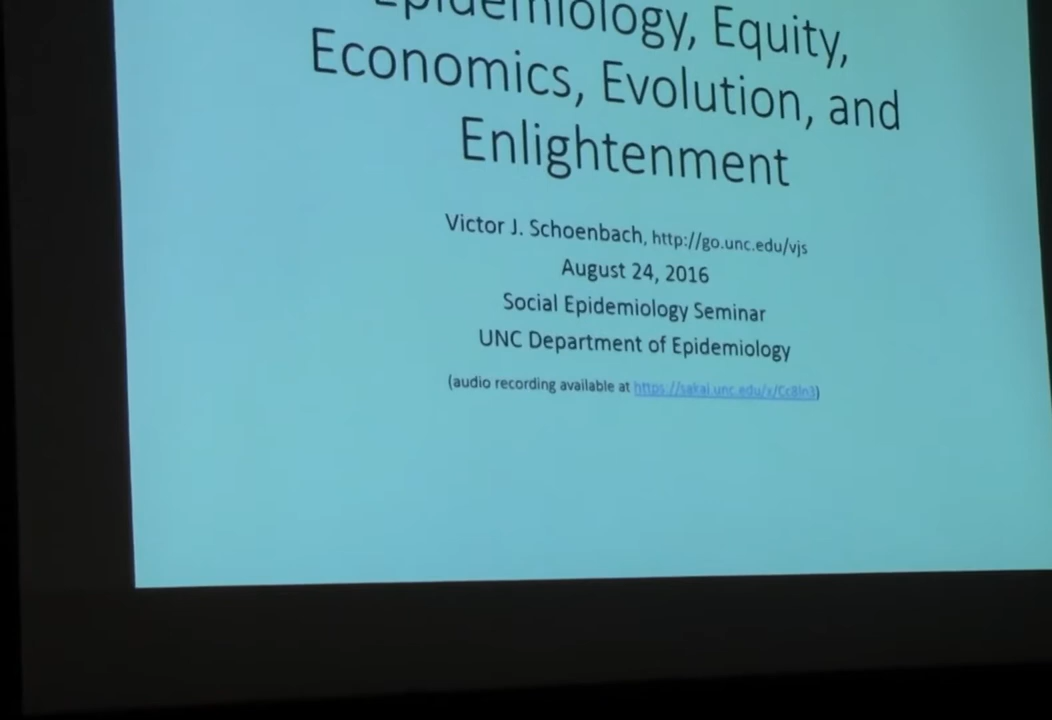 Epidemiology, Equity,
Economics, Evolution, and
Enlightenment
Victor J. Schoenbach, http://go.unc.edu/vjs
August 24, 2016
Social Epidemiology Seminar
UNC Department of Epidemiology
(audio recording available at